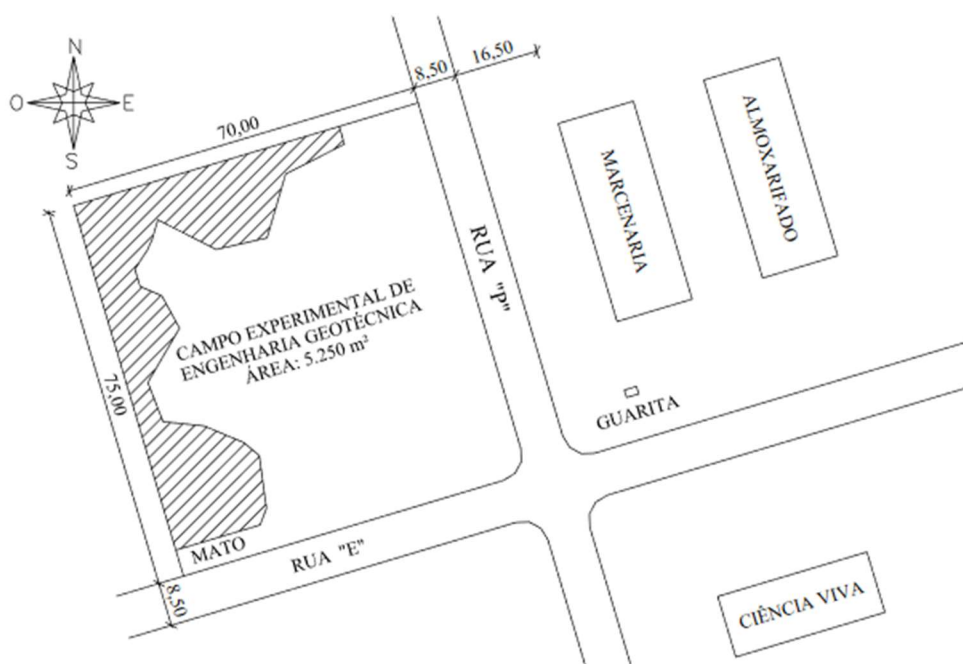 N
O
E
S
70,00
8,50
16,50
75,00
MARCENARIA
ALMOXARIFADO
RUA "P"
CAMPO EXPERIMENTAL DE
ENGENHARIA GEOTÉCNICA
ÁREA: 5.250 m²
GUARITA
MATO
RUA "E"
8,50
CIÊNCIA VIVA